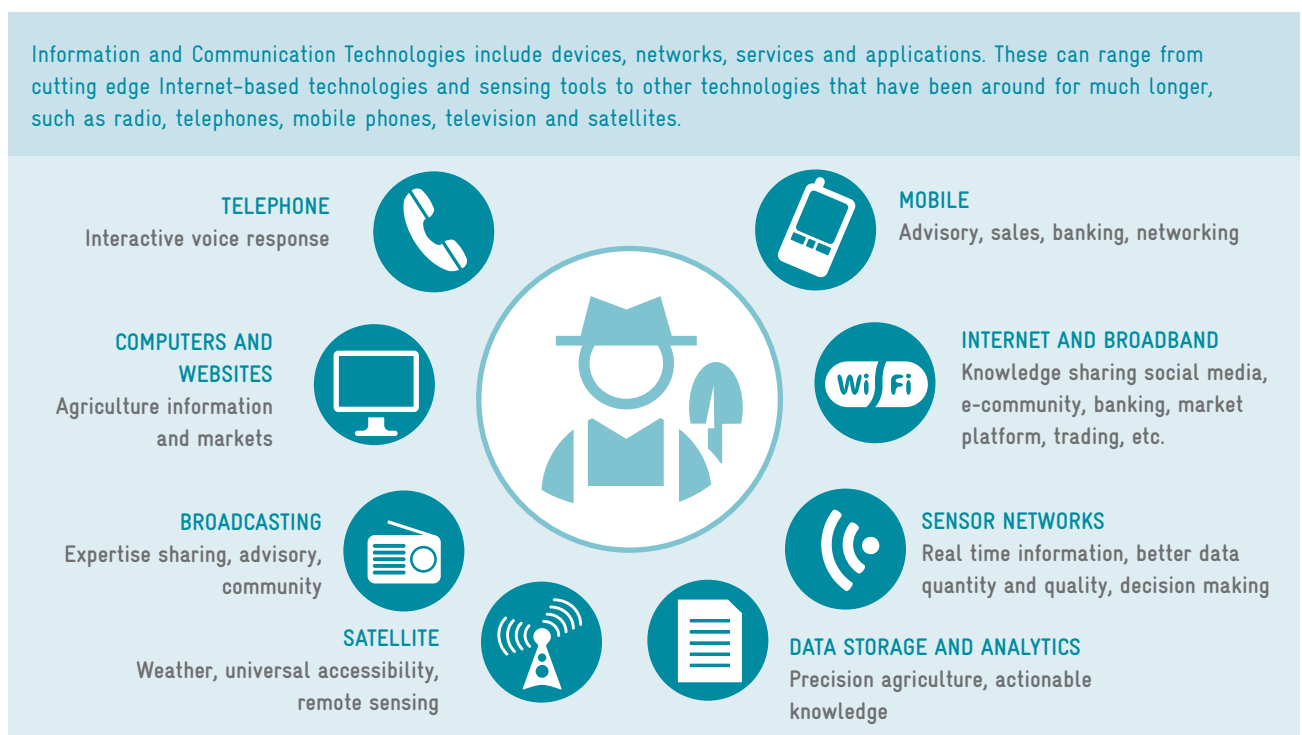 Information and Communication Technologies include devices, networks, services and applications. These can range from
cutting edge Internet-based technologies and sensing tools to other technologies that have been around for much longer,
such as radio, telephones, mobile phones, television and satellites.
TELEPHONE
Interactive voice response
MOBILE
Advisory, sales, banking, networking
COMPUTERS AND
WEBSITES
Agriculture information
and markets
Wi Fi
INTERNET AND BROADBAND
Knowledge sharing social media,
e-community, banking, market
platform, trading, etc.
BROADCASTING
Expertise sharing, advisory,
community
SENSOR NETWORKS
Real time information, better data
quantity and quality, decision making
SATELLITE
Weather, universal accessibility,
remote sensing
DATA STORAGE AND ANALYTICS
Precision agriculture, actionable
knowledge